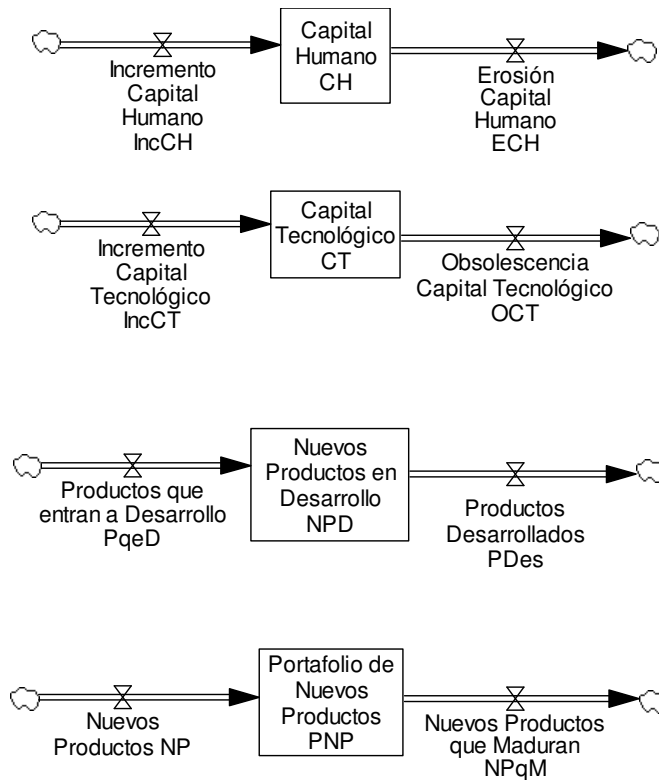 Capital
Humano
CH
Incremento
Capital
Humano
IncCH
Erosión
Capital
Humano
ECH
Capital
Tecnológico
CT
Incremento
Capital
Tecnológico
IncCT
Obsolescencia
Capital Tecnológico
OCT
Nuevos
Productos en
Desarrollo
NPD
Productos que
entran a Desarrollo
PqeD
Productos
Desarrollados
PDes
Portafolio de
Nuevos
Productos
PNP
Nuevos
Productos NP
Nuevos Productos
que Maduran
NPqM